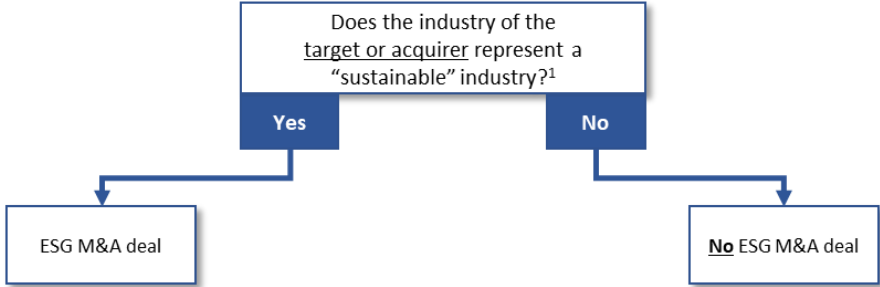 Does the industry of the
target or acquirer represent a
“sustainable” industry?¹
Yes
No
ESG M&A deal
No ESG M&A deal